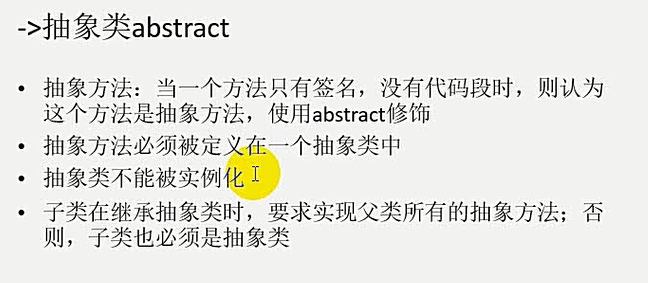 ->抽象类abstract
• 抽象方法：当一个方法只有签名，没有代码段时，则认为
这个方法是抽象方法，使用abstract修饰
• 抽象方法必须被定义在一个抽象类中
• 抽象类不能被实例化
• 子类在继承抽象类时，要求实现父类所有的抽象方法；否
则，子类也必须是抽象类